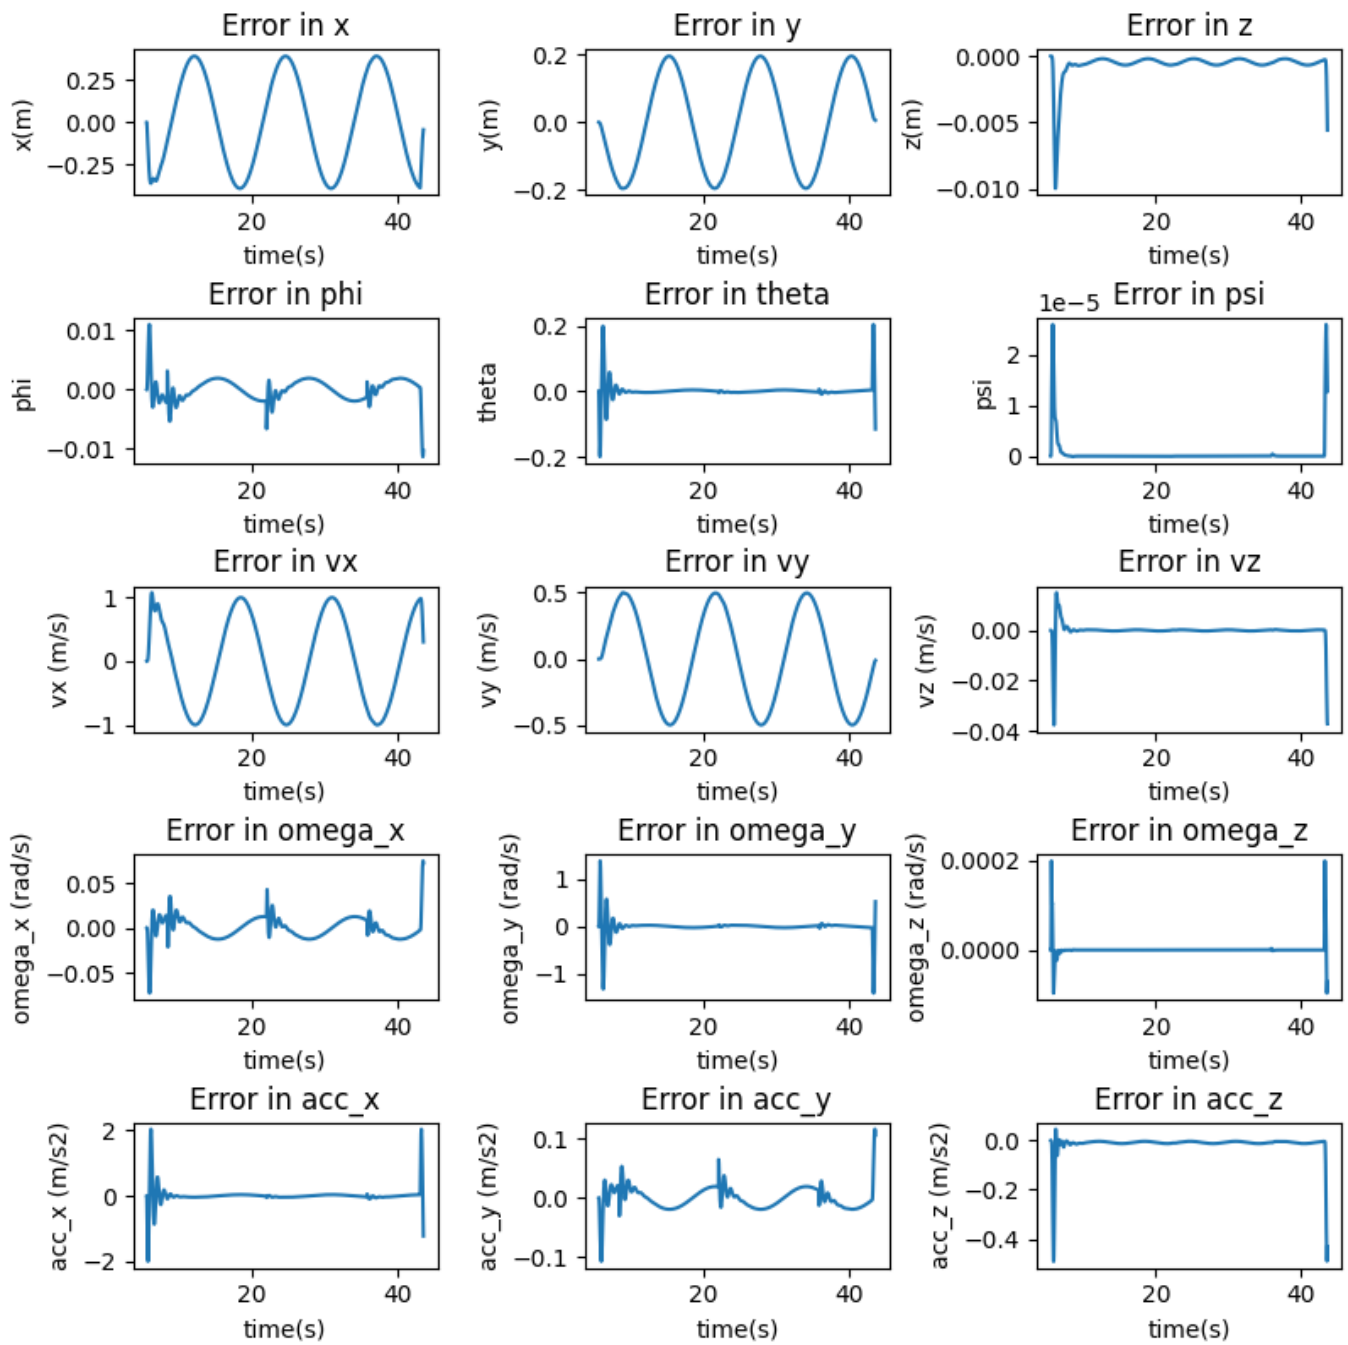 Error in x
Error in y
Error in z
x(m)
0.25
0.00
−0.25
y(m)
0.2
0.0
−0.2
z(m)
0.000
−0.005
−0.010
20 40
20 40
20 40
time(s)
time(s)
time(s)
Error in phi
Error in theta
1e−5 Error in psi
phi
0.01
0.00
−0.01
theta
0.2
0.0
−0.2
psi
2
1
0
20 40
20 40
20 40
time(s)
time(s)
time(s)
Error in vx
Error in vy
Error in vz
vx (m/s)
1
0
−1
vy (m/s)
0.5
0.0
−0.5
vz (m/s)
0.00
−0.02
−0.04
20 40
20 40
20 40
time(s)
time(s)
time(s)
Error in omega_x
Error in omega_y
Error in omega_z
omega_x (rad/s)
0.05
0.00
−0.05
omega_y (rad/s)
1
0
−1
omega_z (rad/s)
0.0002
0.0000
20 40
20 40
20 40
time(s)
time(s)
time(s)
Error in acc_x
Error in acc_y
Error in acc_z
acc_x (m/s2)
2
0
−2
acc_y (m/s2)
0.1
0.0
−0.1
acc_z (m/s2)
0.0
−0.2
−0.4
20 40
20 40
20 40
time(s)
time(s)
time(s)